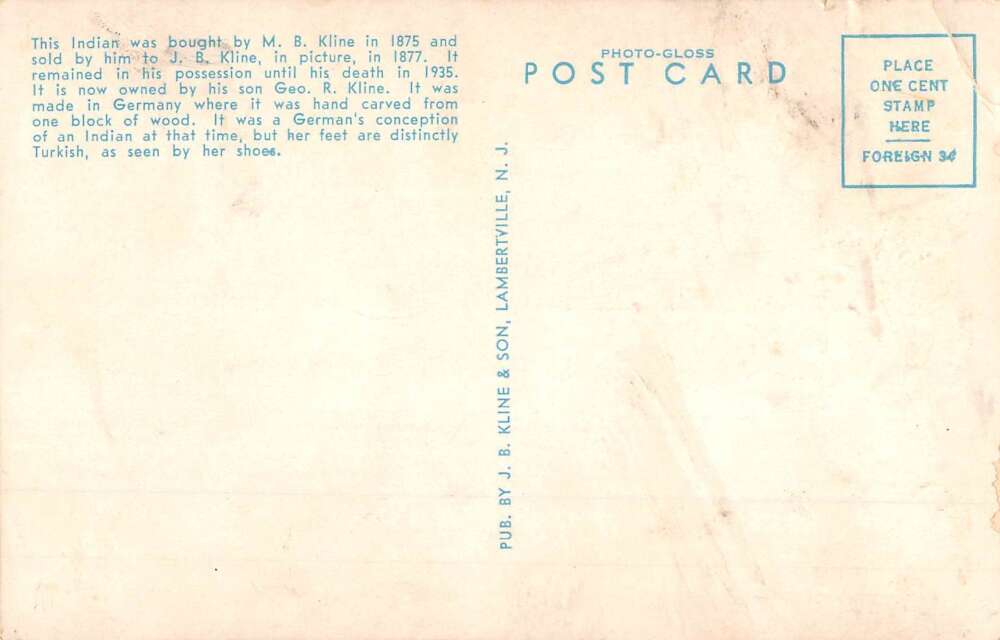 This Indian was bought by M. B. Kline in 1875 and
sold by him to J. B. Kline, in picture, in 1877. It
remained in his possession until his death in 1935.
It is now owned by his son Geo. R. Kline. It was
made in Germany where it was hand carved from
one block of wood. It was a German's conception
of an Indian at that time, but her feet are distinctly
Turkish, as seen by her shoes.
PUB. BY J. B. KLINE & SON, LAMBERTVILLE, N. J.
PHOTO-GLOSS
POST CARD
PLACE
ONE CENT
STAMP
HERE
FOREIGN 3¢